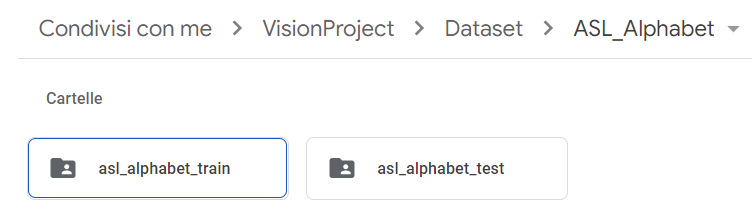 Condivisi con me > VisionProject > Dataset > ASL_Alphabet
Cartelle
asl_alphabet_train asl_alphabet_test